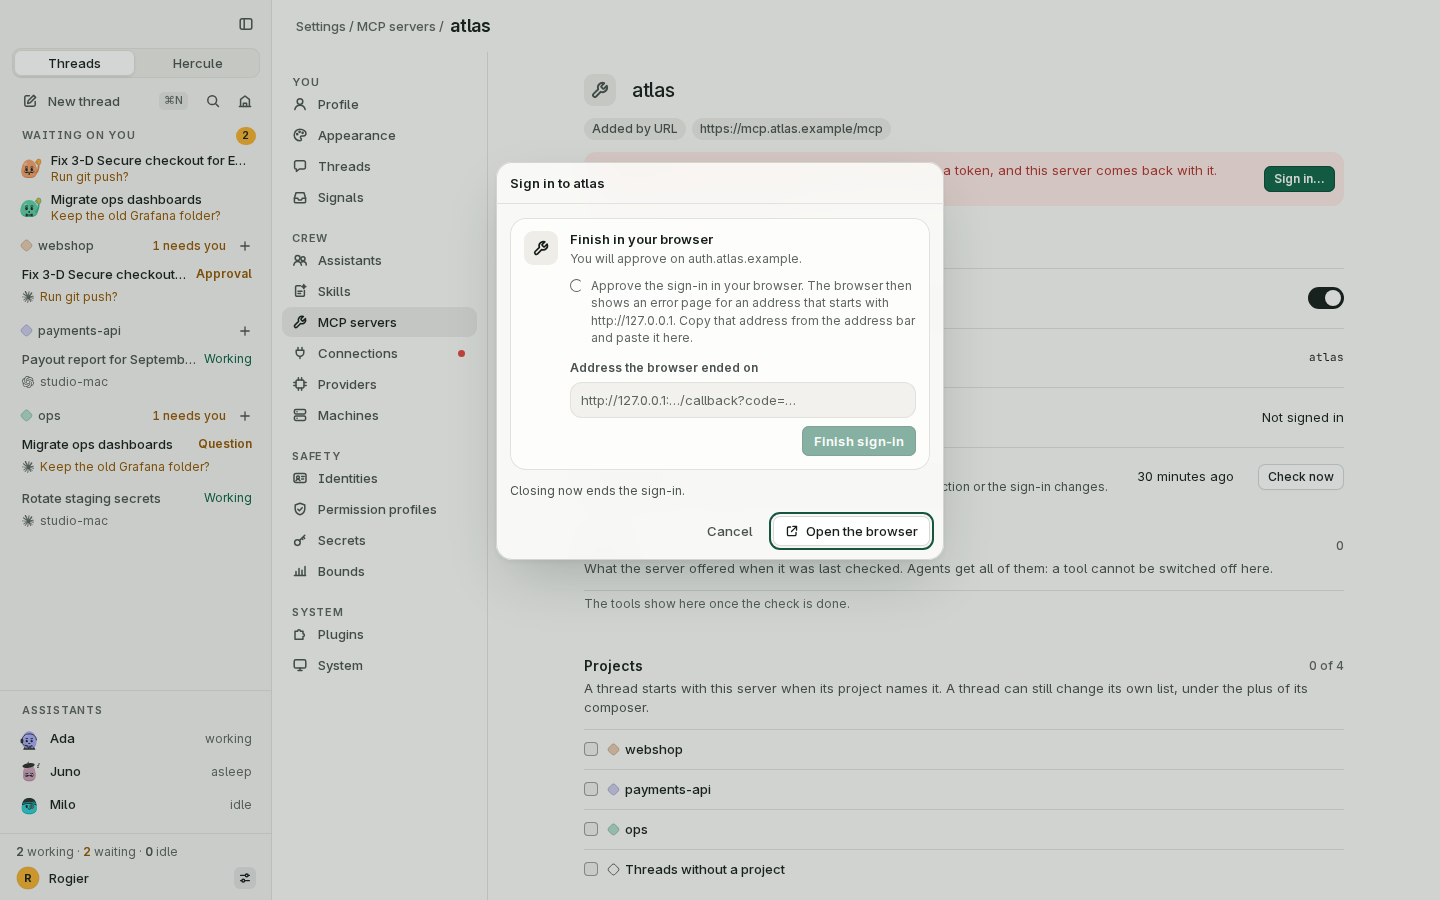 Threads
Hercule
New thread
⌘N
WAITING ON YOU
2
Fix 3-D Secure checkout for E…
Run git push?
Migrate ops dashboards
Keep the old Grafana folder?
webshop
1 needs you
Fix 3-D Secure checkout…
Approval
Run git push?
payments-api
Payout report for Septemb…
Working
studio-mac
ops
1 needs you
Migrate ops dashboards
Question
Keep the old Grafana folder?
Rotate staging secrets
Working
studio-mac
ASSISTANTS
Ada
working
Juno
asleep
Milo
idle
2 working · 2 waiting · 0 idle
R
Rogier
Settings / MCP servers / atlas
YOU
Profile
Appearance
Threads
Signals
CREW
Assistants
Skills
MCP servers
Connections
Providers
Machines
SAFETY
Identities
Permission profiles
Secrets
Bounds
SYSTEM
Plugins
System
atlas
Added by URL
https://mcp.atlas.example/mcp
a token, and this server comes back with it.
Sign in…
atlas
Not signed in
ction or the sign-in changes.
30 minutes ago
Check now
0
What the server offered when it was last checked. Agents get all of them: a tool cannot be switched off here.
The tools show here once the check is done.
Projects
0 of 4
A thread starts with this server when its project names it. A thread can still change its own list, under the plus of its
composer.
webshop
payments-api
ops
Threads without a project
Sign in to atlas
Finish in your browser
You will approve on auth.atlas.example.
Approve the sign-in in your browser. The browser then
shows an error page for an address that starts with
http://127.0.0.1. Copy that address from the address bar
and paste it here.
Address the browser ended on
http://127.0.0.1:…/callback?code=…
Finish sign-in
Closing now ends the sign-in.
Cancel
Open the browser